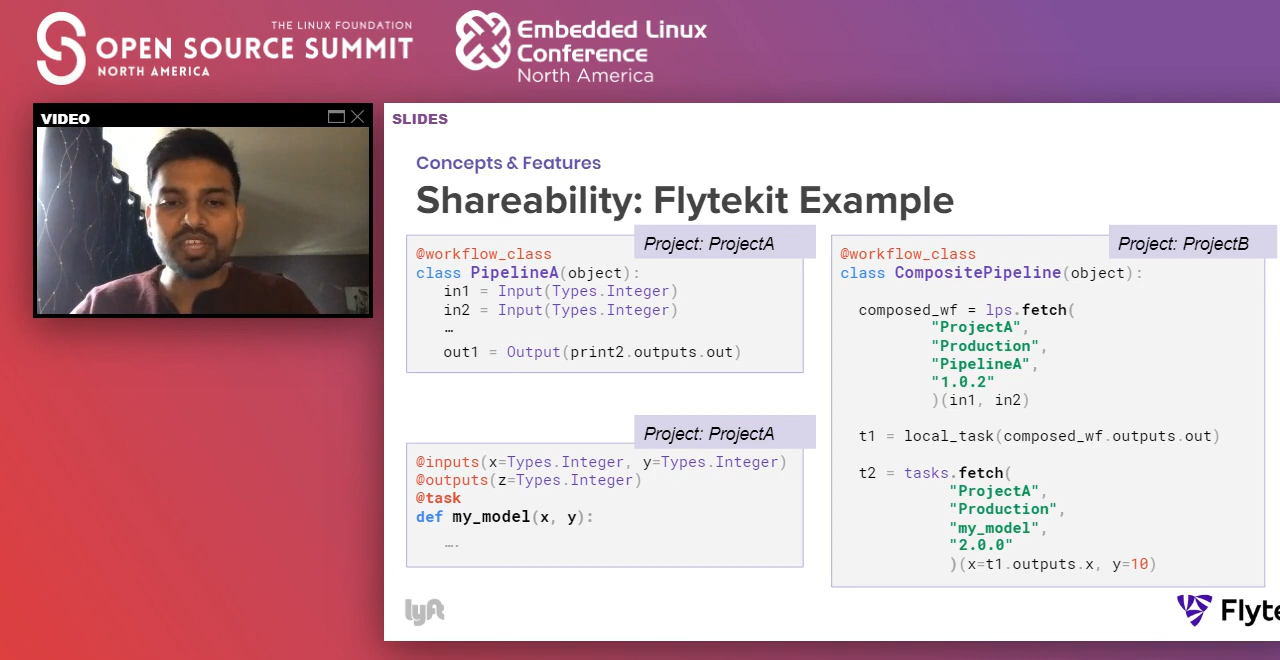 THE LINUX FOUNDATION
OPEN SOURCE SUMMIT
NORTH AMERICA
Embedded Linux
Conference
North America
VIDEO
SLIDES
Concepts & Features
Shareability: Flytekit Example
Project: ProjectA
@workflow_class
class PipelineA(object):
in1 = Input(Types.Integer)
in2 = Input(Types.Integer)
…
out1 = Output(print2.outputs.out)
Project: ProjectA
@inputs(x=Types.Integer, y=Types.Integer)
@outputs(z=Types.Integer)
@task
def my_model(x, y):
….
Project: ProjectB
@workflow_class
class CompositePipeline(object):
composed_wf = lps.fetch(
"ProjectA",
"Production",
"PipelineA",
"1.0.2"
)(in1, in2)
t1 = local_task(composed_wf.outputs.out)
t2 = tasks.fetch(
"ProjectA",
"Production",
"my_model",
"2.0.0"
)(x=t1.outputs.x, y=10)
lyft
Flyte